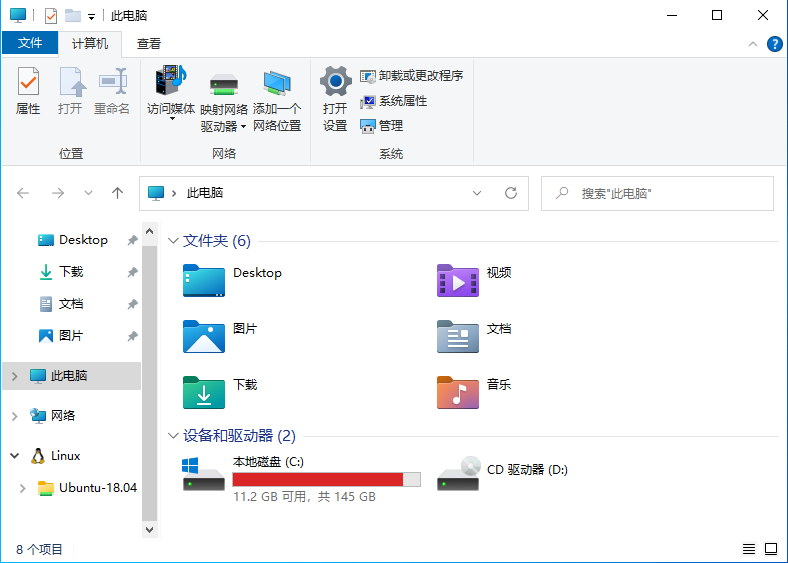 此电脑
文件
计算机
查看
?
属性
打开
重命名
访问媒体
映射网络
驱动器
添加一个
网络位置
打开
设置
卸载或更改程序
系统属性
管理
位置
网络
系统
此电脑
搜索"此电脑"
Desktop
下载
文档
图片
此电脑
网络
Linux
Ubuntu-18.04
文件夹 (6)
Desktop
视频
图片
文档
下载
音乐
设备和驱动器 (2)
本地磁盘 (C:)
11.2 GB 可用，共 145 GB
CD 驱动器 (D:)
8 个项目